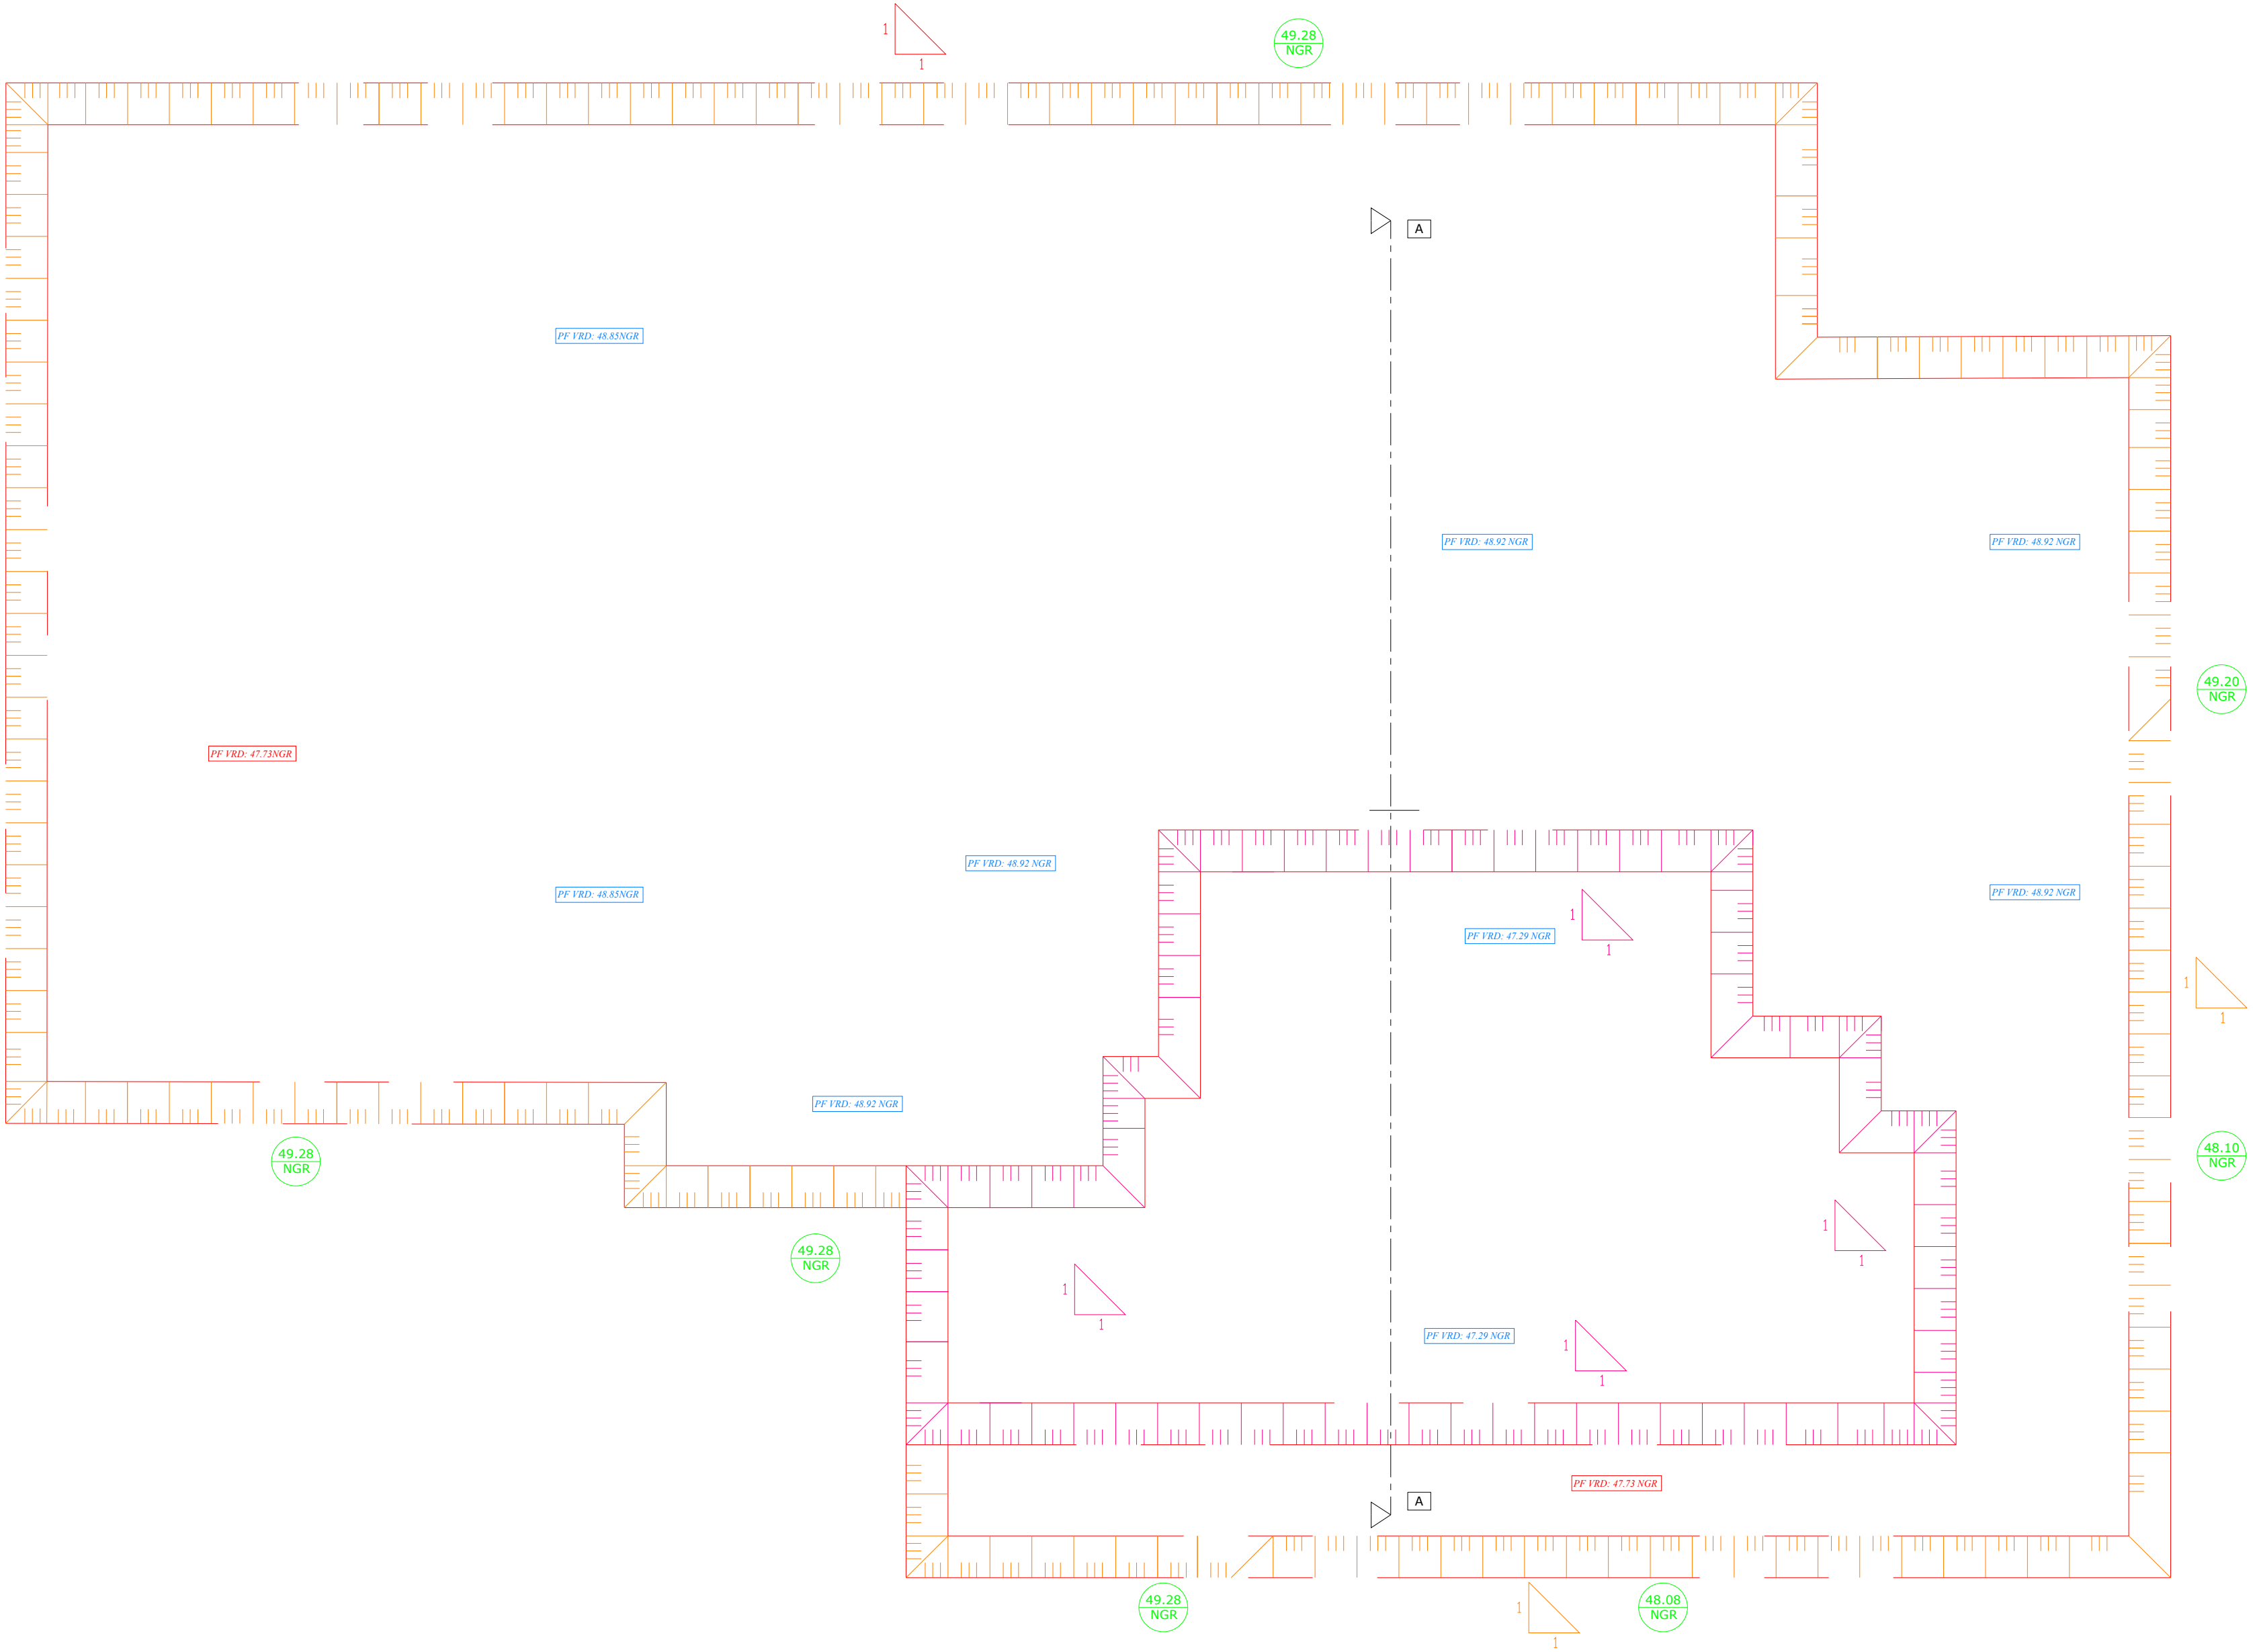 1
1
49.28
NGR
A
PF VRD: 48.85NGR
PF VRD: 48.92 NGR
PF VRD: 48.92 NGR
49.20
NGR
PF VRD: 47.73NGR
PF VRD: 48.92 NGR
PF VRD: 48.85NGR
PF VRD: 48.92 NGR
1
1
PF VRD: 47.29 NGR
1
1
PF VRD: 48.92 NGR
49.28
NGR
48.10
NGR
49.28
NGR
1
1
1
1
PF VRD: 47.29 NGR
1
1
PF VRD: 47.73 NGR
A
49.28
NGR
1
1
48.08
NGR